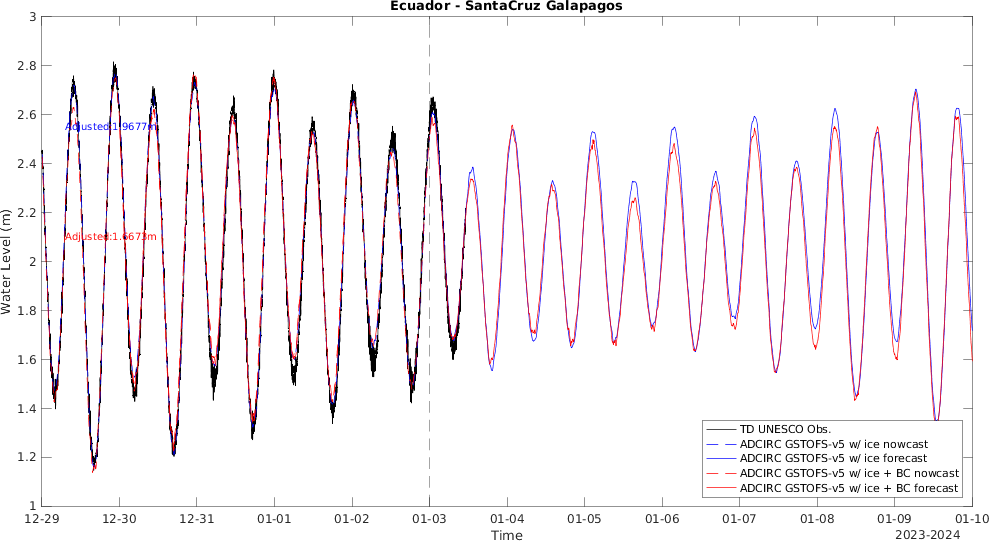 Ecuador - SantaCruz Galapagos
3
2.8
2.6
2.4
2.2
2
1.8
1.6
1.4
1.2
1
Water Level (m)
Adjusted:1.9677m
Adjusted:1.6673m
TD UNESCO Obs.
ADCIRC GSTOFS-v5 w/ ice nowcast
ADCIRC GSTOFS-v5 w/ ice forecast
ADCIRC GSTOFS-v5 w/ ice + BC nowcast
ADCIRC GSTOFS-v5 w/ ice + BC forecast
12-29 12-30 12-31 01-01 01-02 01-03 01-04 01-05 01-06 01-07 01-08 01-09 01-10
Time
2023-2024